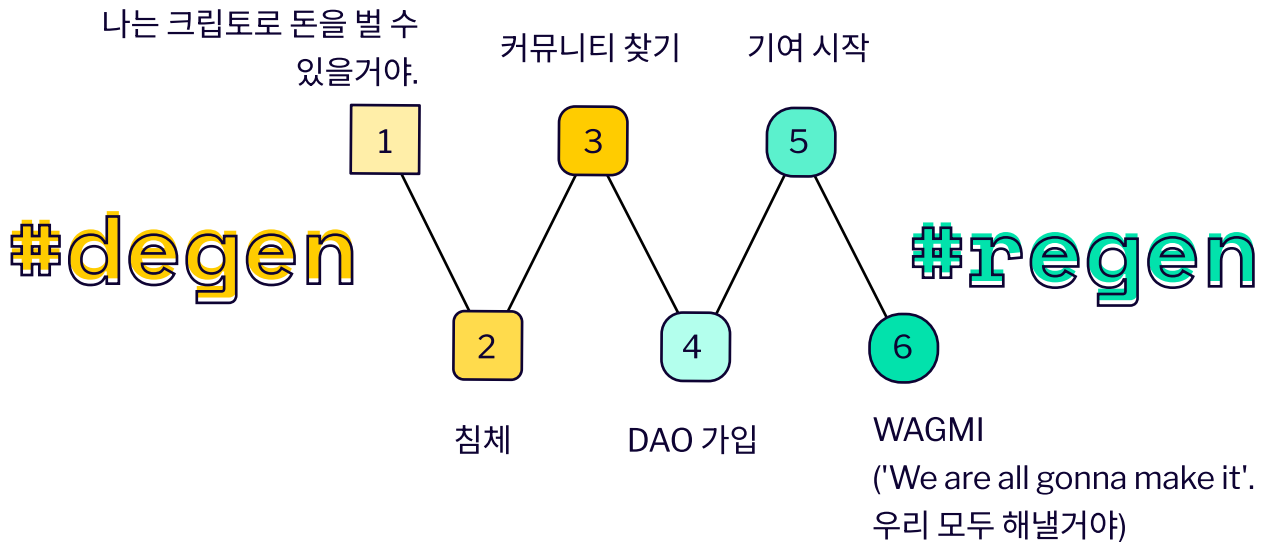 나는 크립토로 돈을 벌 수
있을거야.
커뮤니티 찾기
기여 시작
1
3
5
#degen
#regen
2
4
6
침체
DAO 가입
WAGMI
('We are all gonna make it'.
우리 모두 해낼거야)